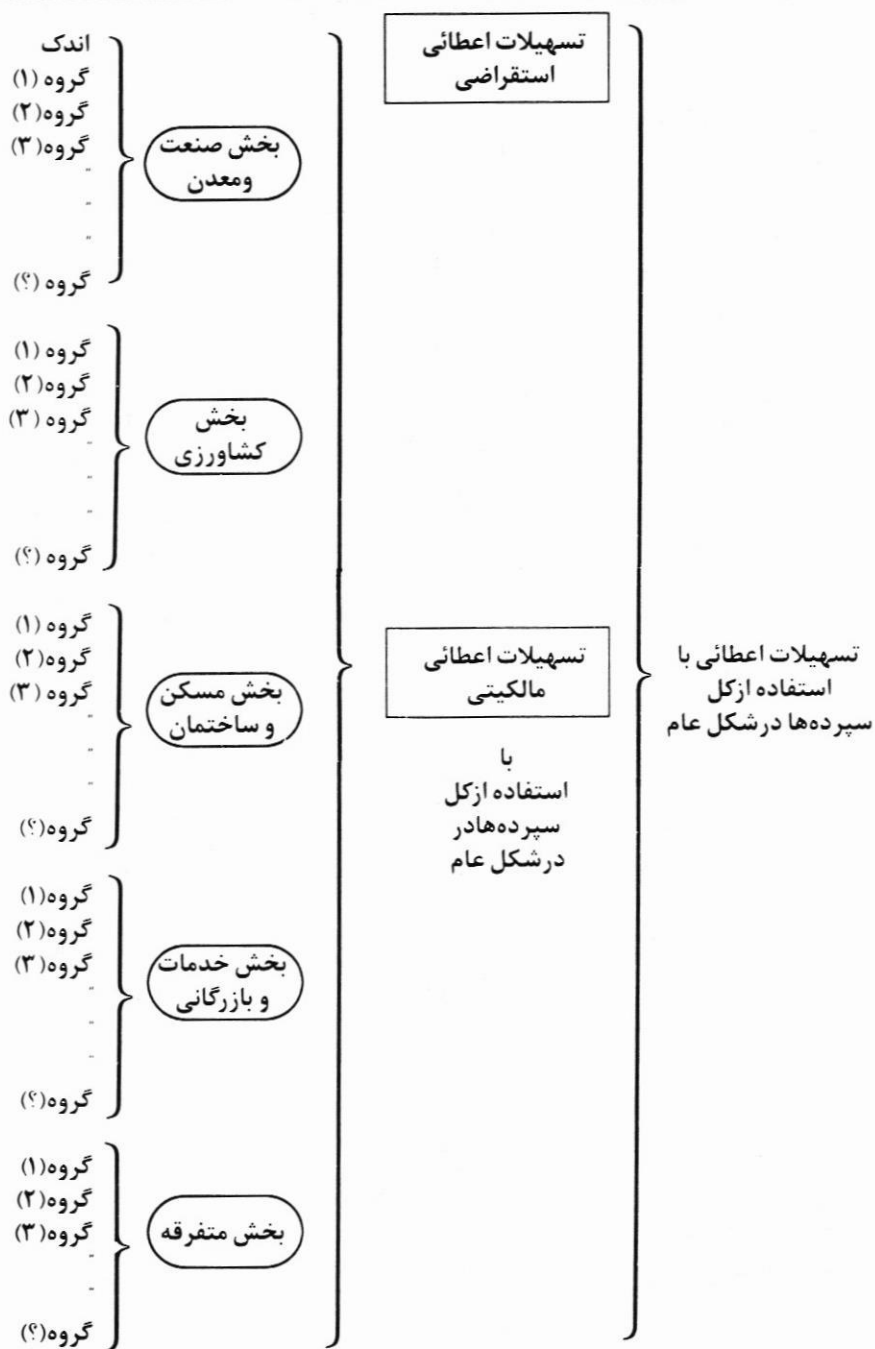 تسهیلات اعطائی با
استفاده ازکل
سپرده‌ها درشکل عام
تسهیلات اعطائی
استقراضی
تسهیلات اعطائی
مالکیتی
با
استفاده ازکل
سپرده‌هادر
درشکل عام
بخش صنعت
ومعدن
اندک
گروه (۱)
گروه(۲)
گروه(۳)
گروه (؟)
بخش
کشاورزی
گروه (۱)
گروه(۲)
گروه (۳)
گروه (؟)
بخش مسکن
و ساختمان
گروه (۱)
گروه (۲)
گروه (۳)
گروه(؟)
بخش خدمات
و بازرگانی
گروه(۱)
گروه(۲)
گروه(۳)
گروه(؟)
بخش متفرقه
گروه(۱)
گروه(۲)
گروه(۳)
گروه(؟)